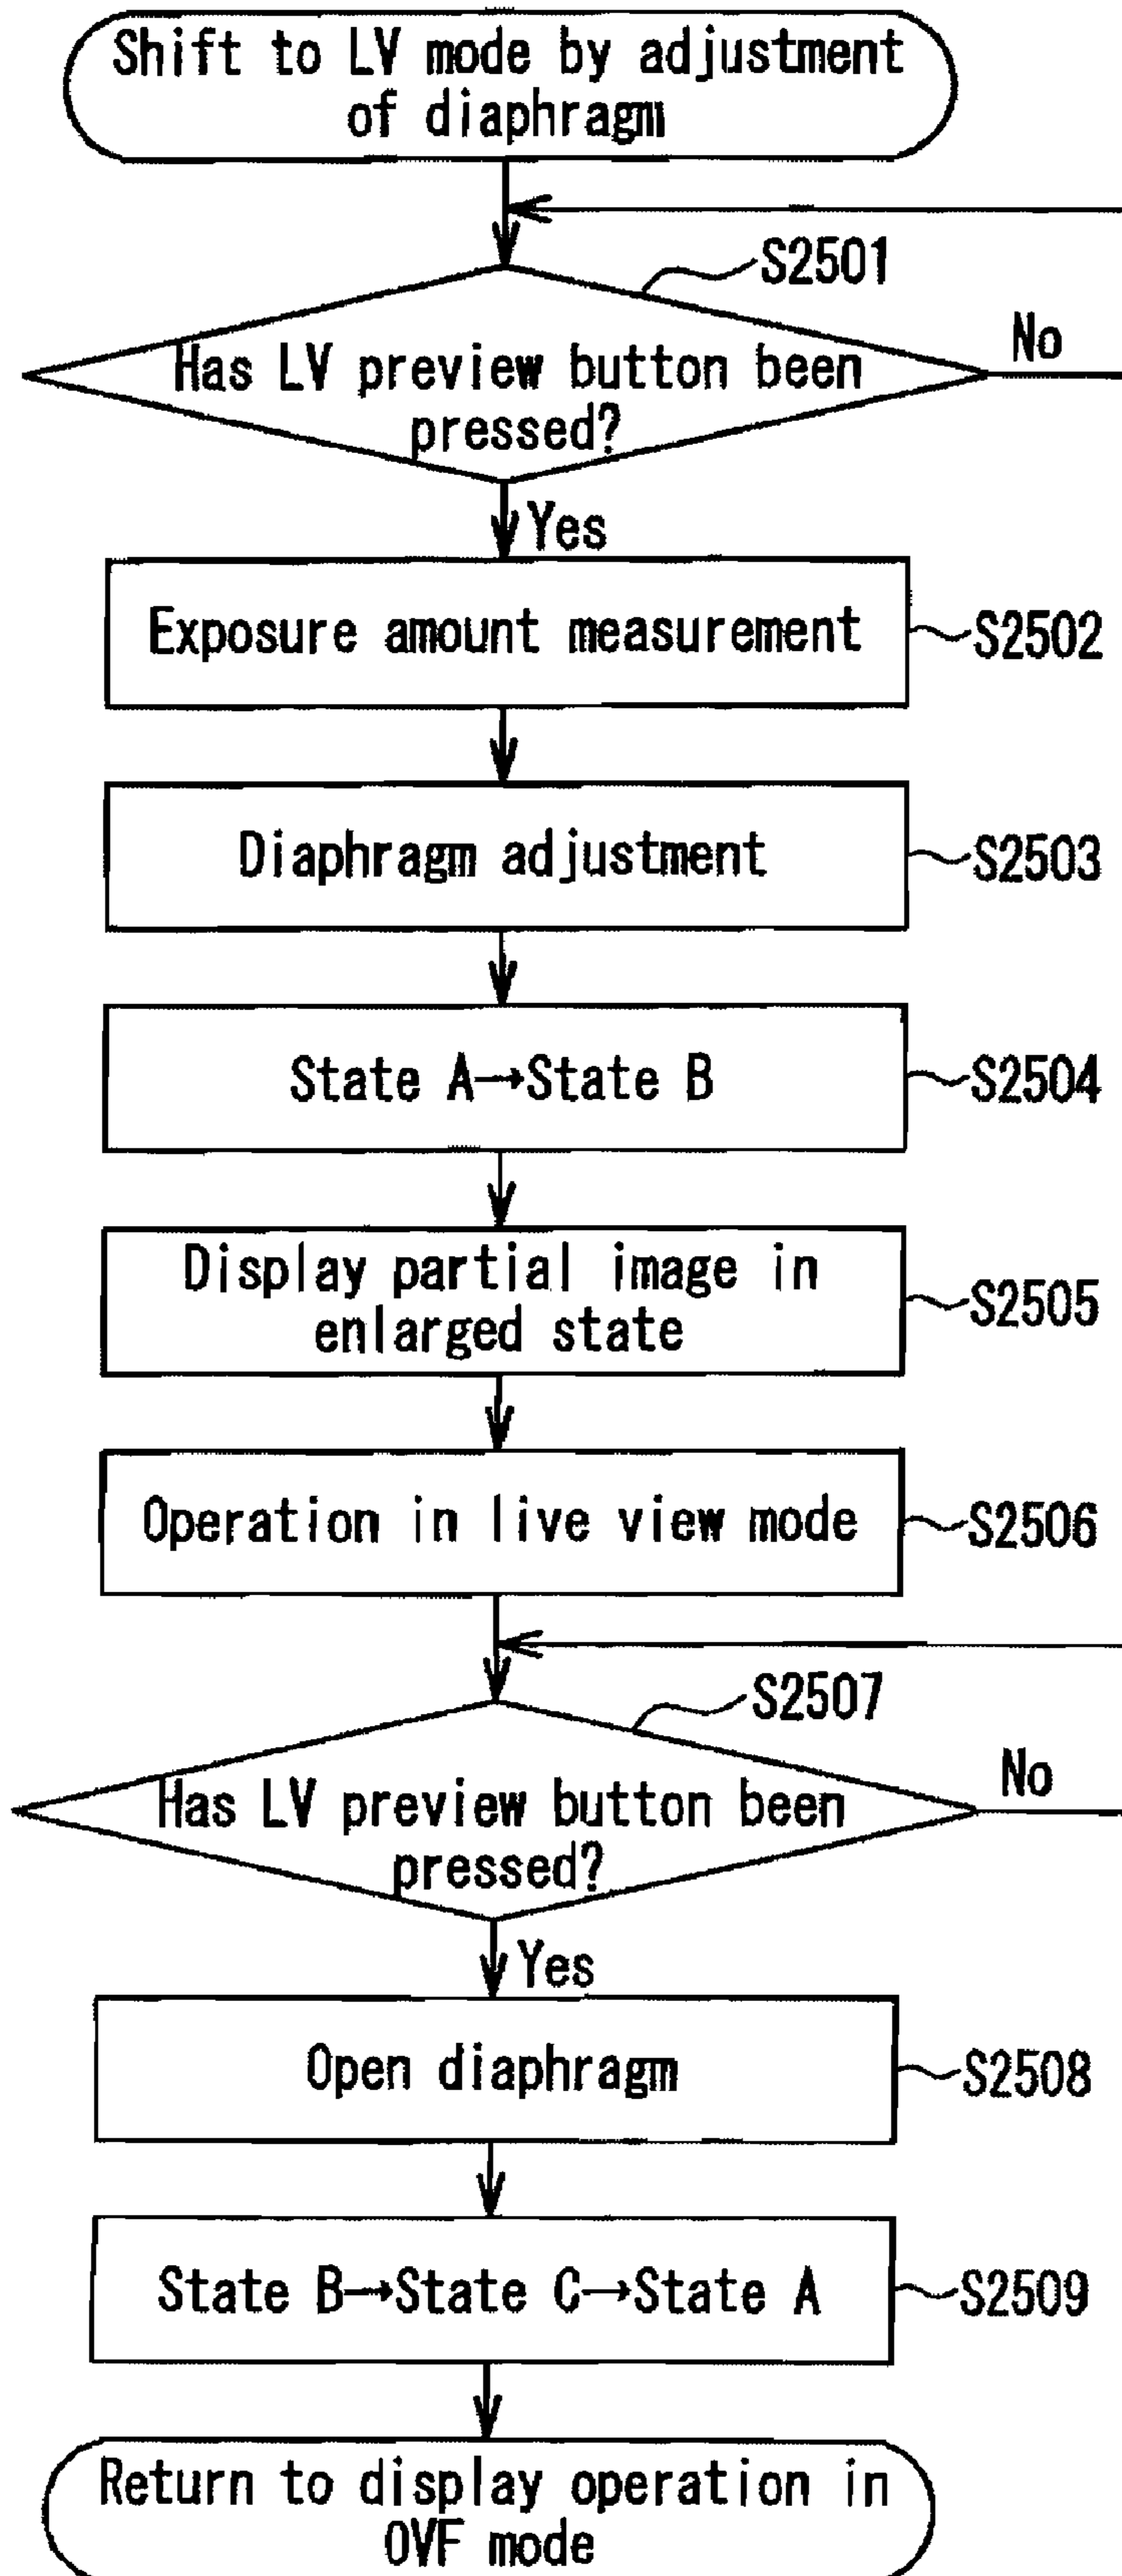 Shift to LV mode by adjustment
of diaphragm
S2501
No
Has LV preview button been
pressed?
Yes
Exposure amount measurement
S2502
Diaphragm adjustment
S2503
State A→State B
S2504
Display partial image in
enlarged state
S2505
Operation in live view mode
S2506
S2507
No
Has LV preview button been
pressed?
Yes
Open diaphragm
S2508
State B→State C→State A
S2509
Return to display operation in
OVF mode